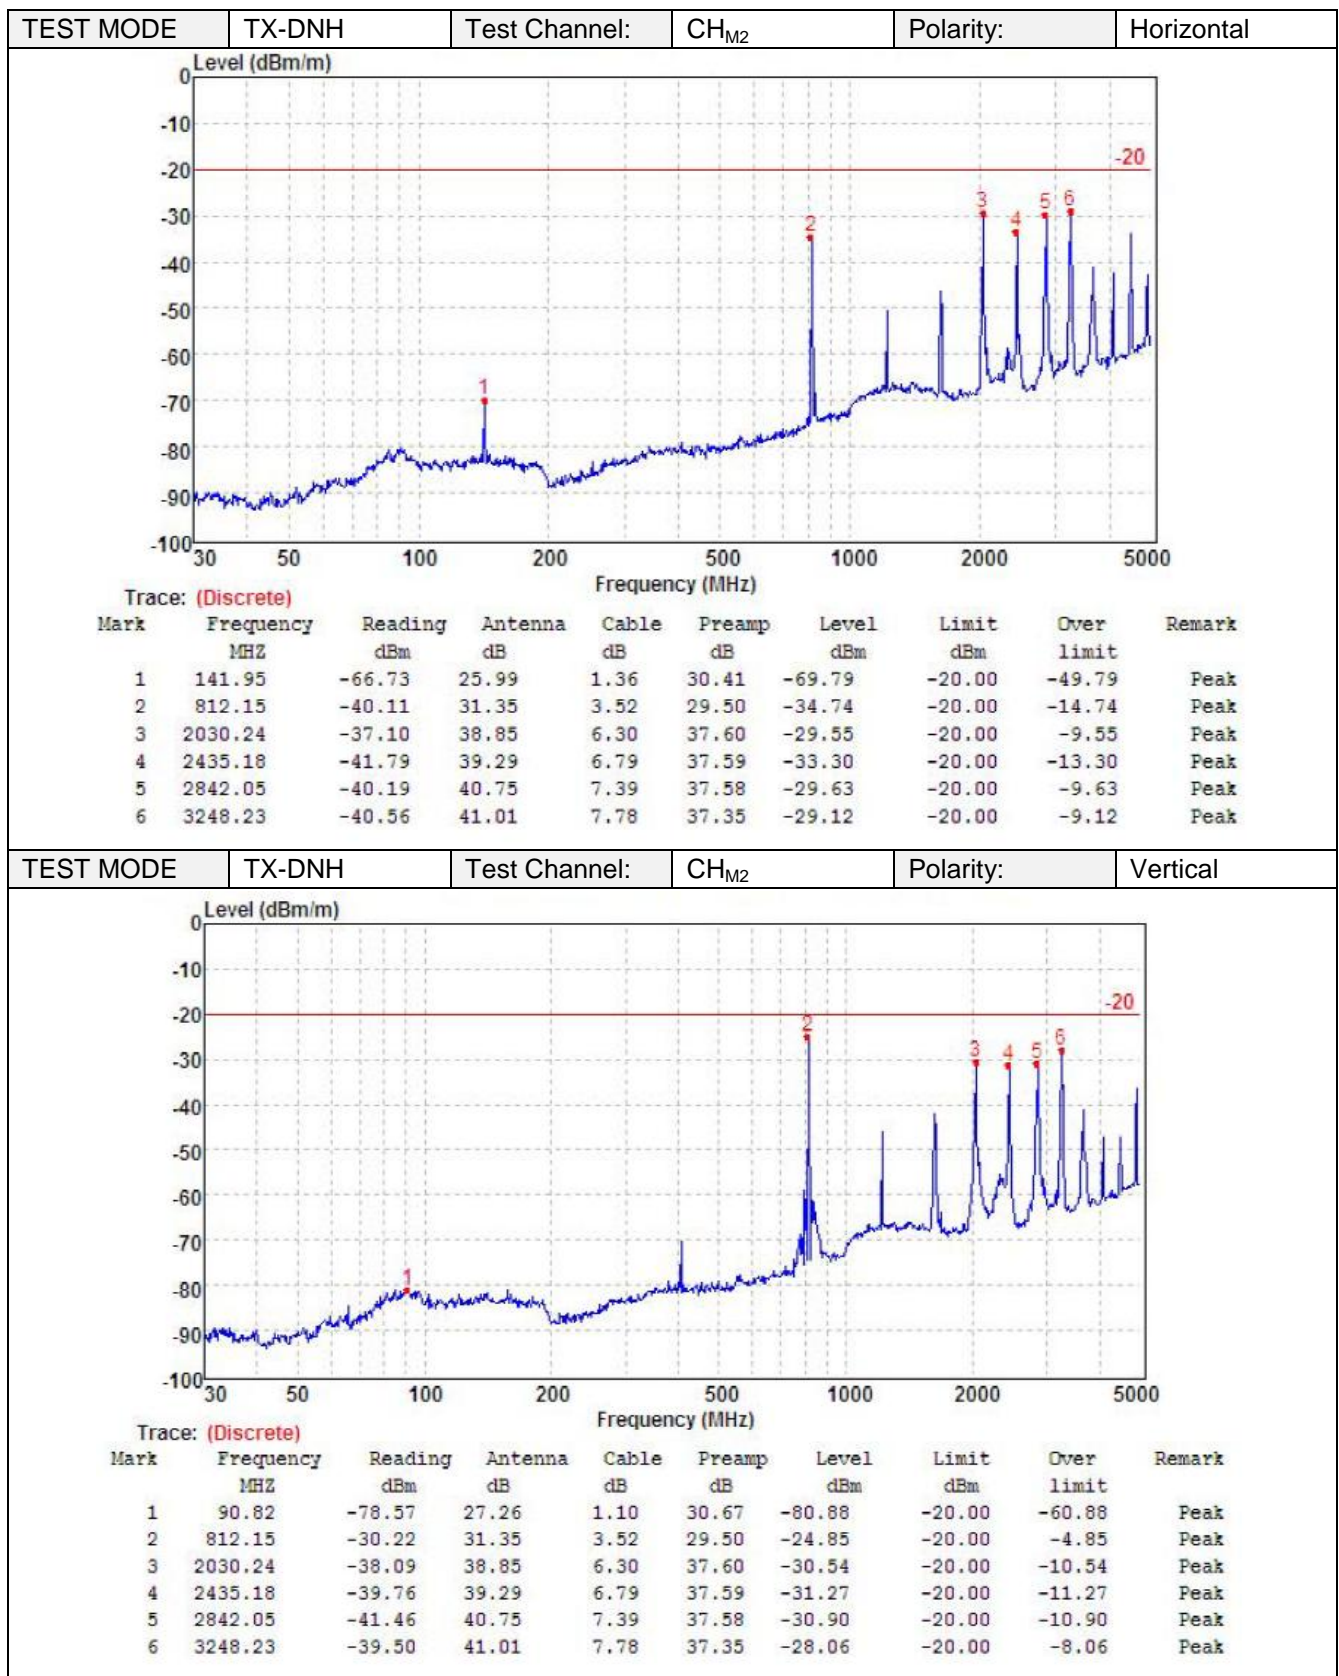 TEST MODE TX-DNH Test Channel: CHM2 Polarity: Horizontal
Level (dBm/m)
0
-10
-20
-30
-40
-50
-60
-70
-80
-90
-100
-20
1
2
3
4
5
6
30 50 100 200 500 1000 2000 5000
Frequency (MHz)
Trace: (Discrete)
Mark Frequency Reading Antenna Cable Preamp Level Limit Over Remark
MHZ dBm dB dB dB dBm dBm limit
1 141.95 -66.73 25.99 1.36 30.41 -69.79 -20.00 -49.79 Peak
2 812.15 -40.11 31.35 3.52 29.50 -34.74 -20.00 -14.74 Peak
3 2030.24 -37.10 38.85 6.30 37.60 -29.55 -20.00 -9.55 Peak
4 2435.18 -41.79 39.29 6.79 37.59 -33.30 -20.00 -13.30 Peak
5 2842.05 -40.19 40.75 7.39 37.58 -29.63 -20.00 -9.63 Peak
6 3248.23 -40.56 41.01 7.78 37.35 -29.12 -20.00 -9.12 Peak
TEST MODE TX-DNH Test Channel: CHM2 Polarity: Vertical
Level (dBm/m)
0
-10
-20
-30
-40
-50
-60
-70
-80
-90
-100
-20
1
2
3
4
5
6
30 50 100 200 500 1000 2000 5000
Frequency (MHz)
Trace: (Discrete)
Mark Frequency Reading Antenna Cable Preamp Level Limit Over Remark
MHZ dBm dB dB dB dBm dBm limit
1 90.82 -78.57 27.26 1.10 30.67 -80.88 -20.00 -60.88 Peak
2 812.15 -30.22 31.35 3.52 29.50 -24.85 -20.00 -4.85 Peak
3 2030.24 -38.09 38.85 6.30 37.60 -30.54 -20.00 -10.54 Peak
4 2435.18 -39.76 39.29 6.79 37.59 -31.27 -20.00 -11.27 Peak
5 2842.05 -41.46 40.75 7.39 37.58 -30.90 -20.00 -10.90 Peak
6 3248.23 -39.50 41.01 7.78 37.35 -28.06 -20.00 -8.06 Peak